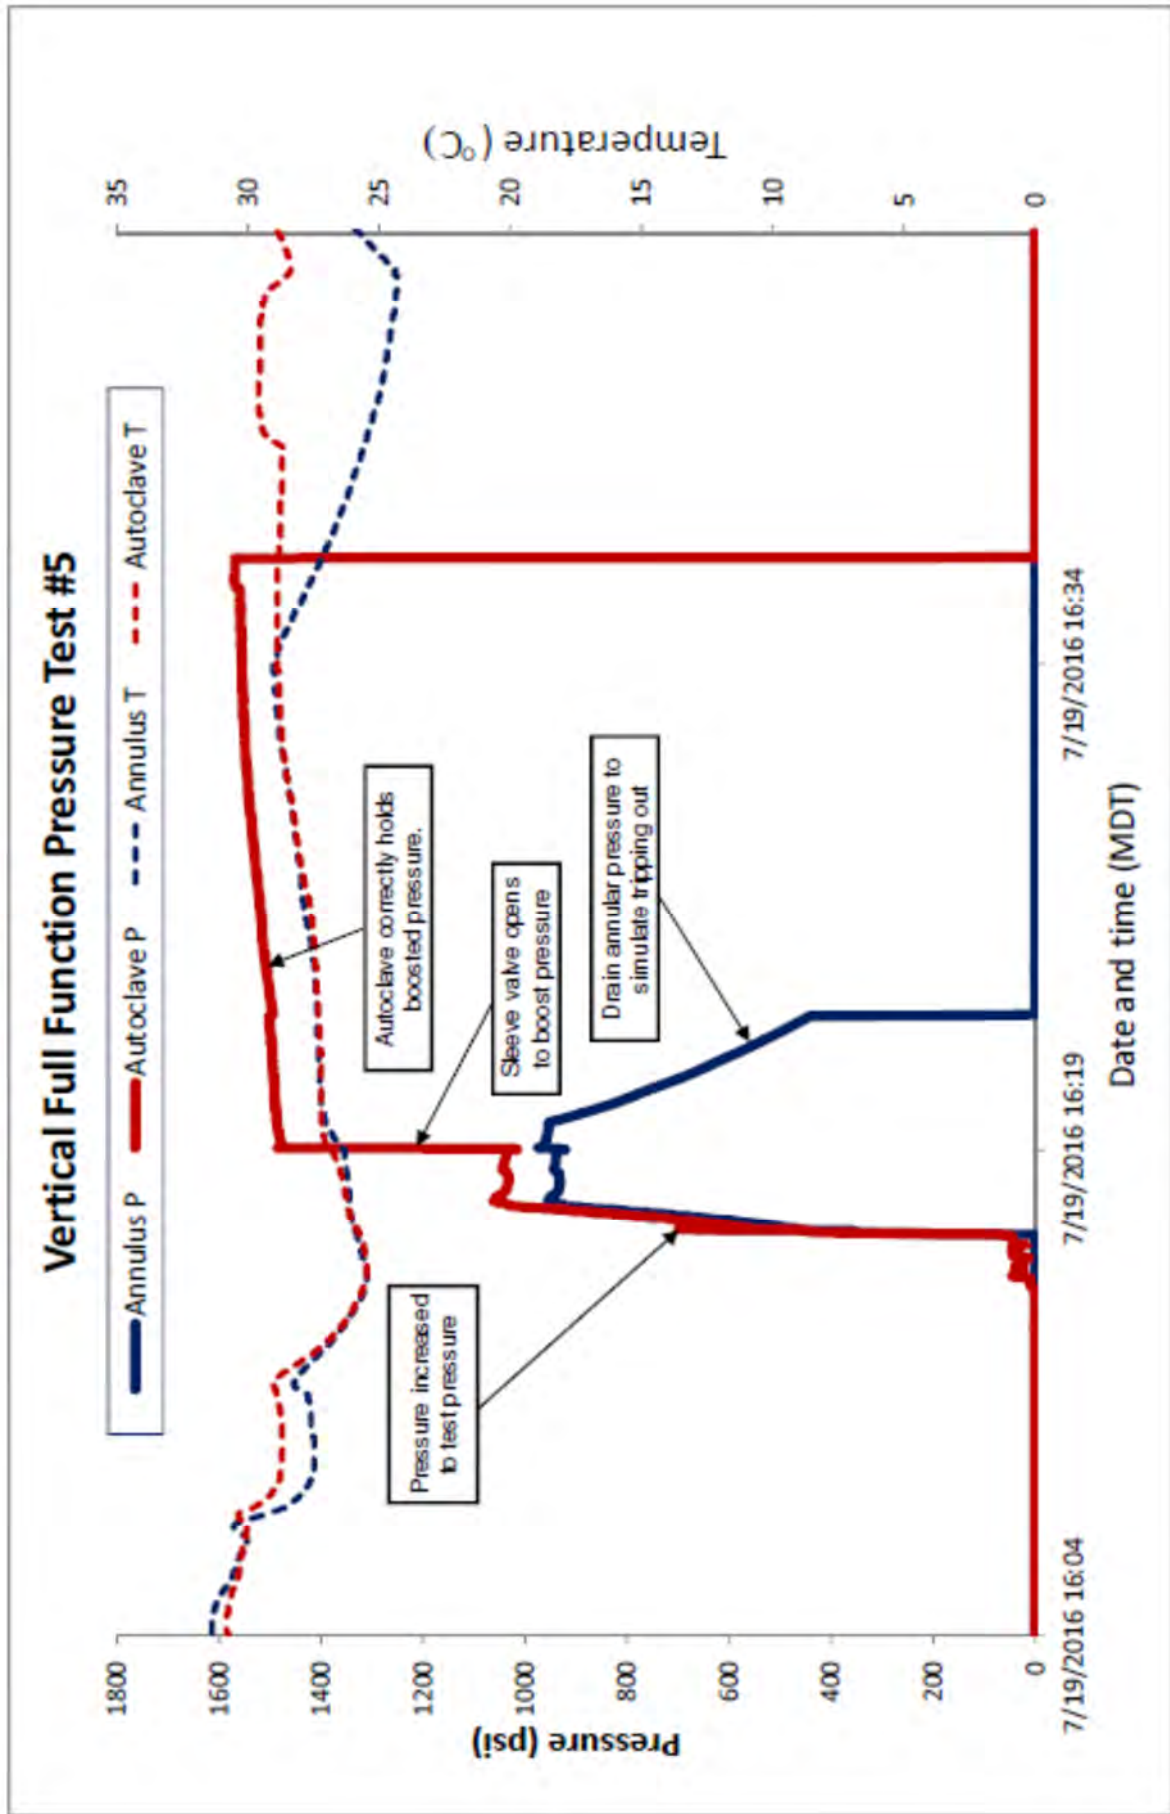 Vertical Full Function Pressure Test #5
Annulus P
Autoclave P
Annulus T
Autoclave T
Pressure (psi)
1800
1600
1400
1200
1000
800
600
400
200
0
Temperature (°C)
35
30
25
20
15
10
5
0
Pressure increased
to test pressure
Autoclave correctly holds
boosted pressure.
Sleeve valve opens
to boost pressure
Drain annular pressure to
simulate tripping out
7/19/2016 16:04
7/19/2016 16:19
7/19/2016 16:34
Date and time (MDT)